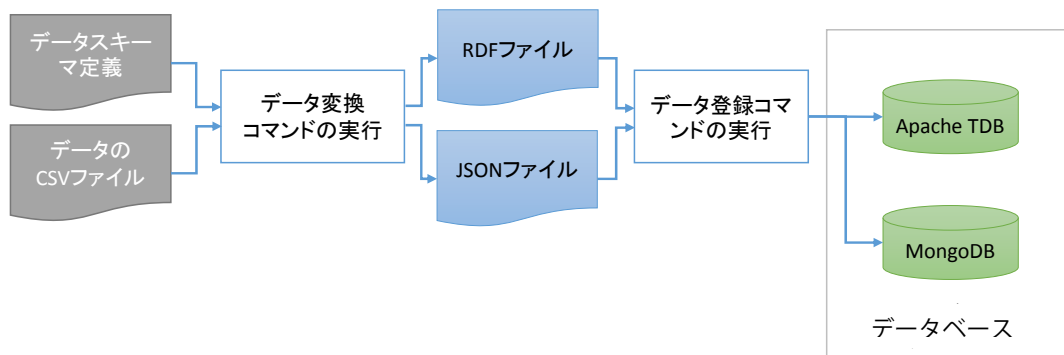 データスキー
マ定義
データの
CSVファイル
データ変換
コマンドの実行
RDFファイル
JSONファイル
データ登録コマ
ンドの実行
Apache TDB
MongoDB
データベース